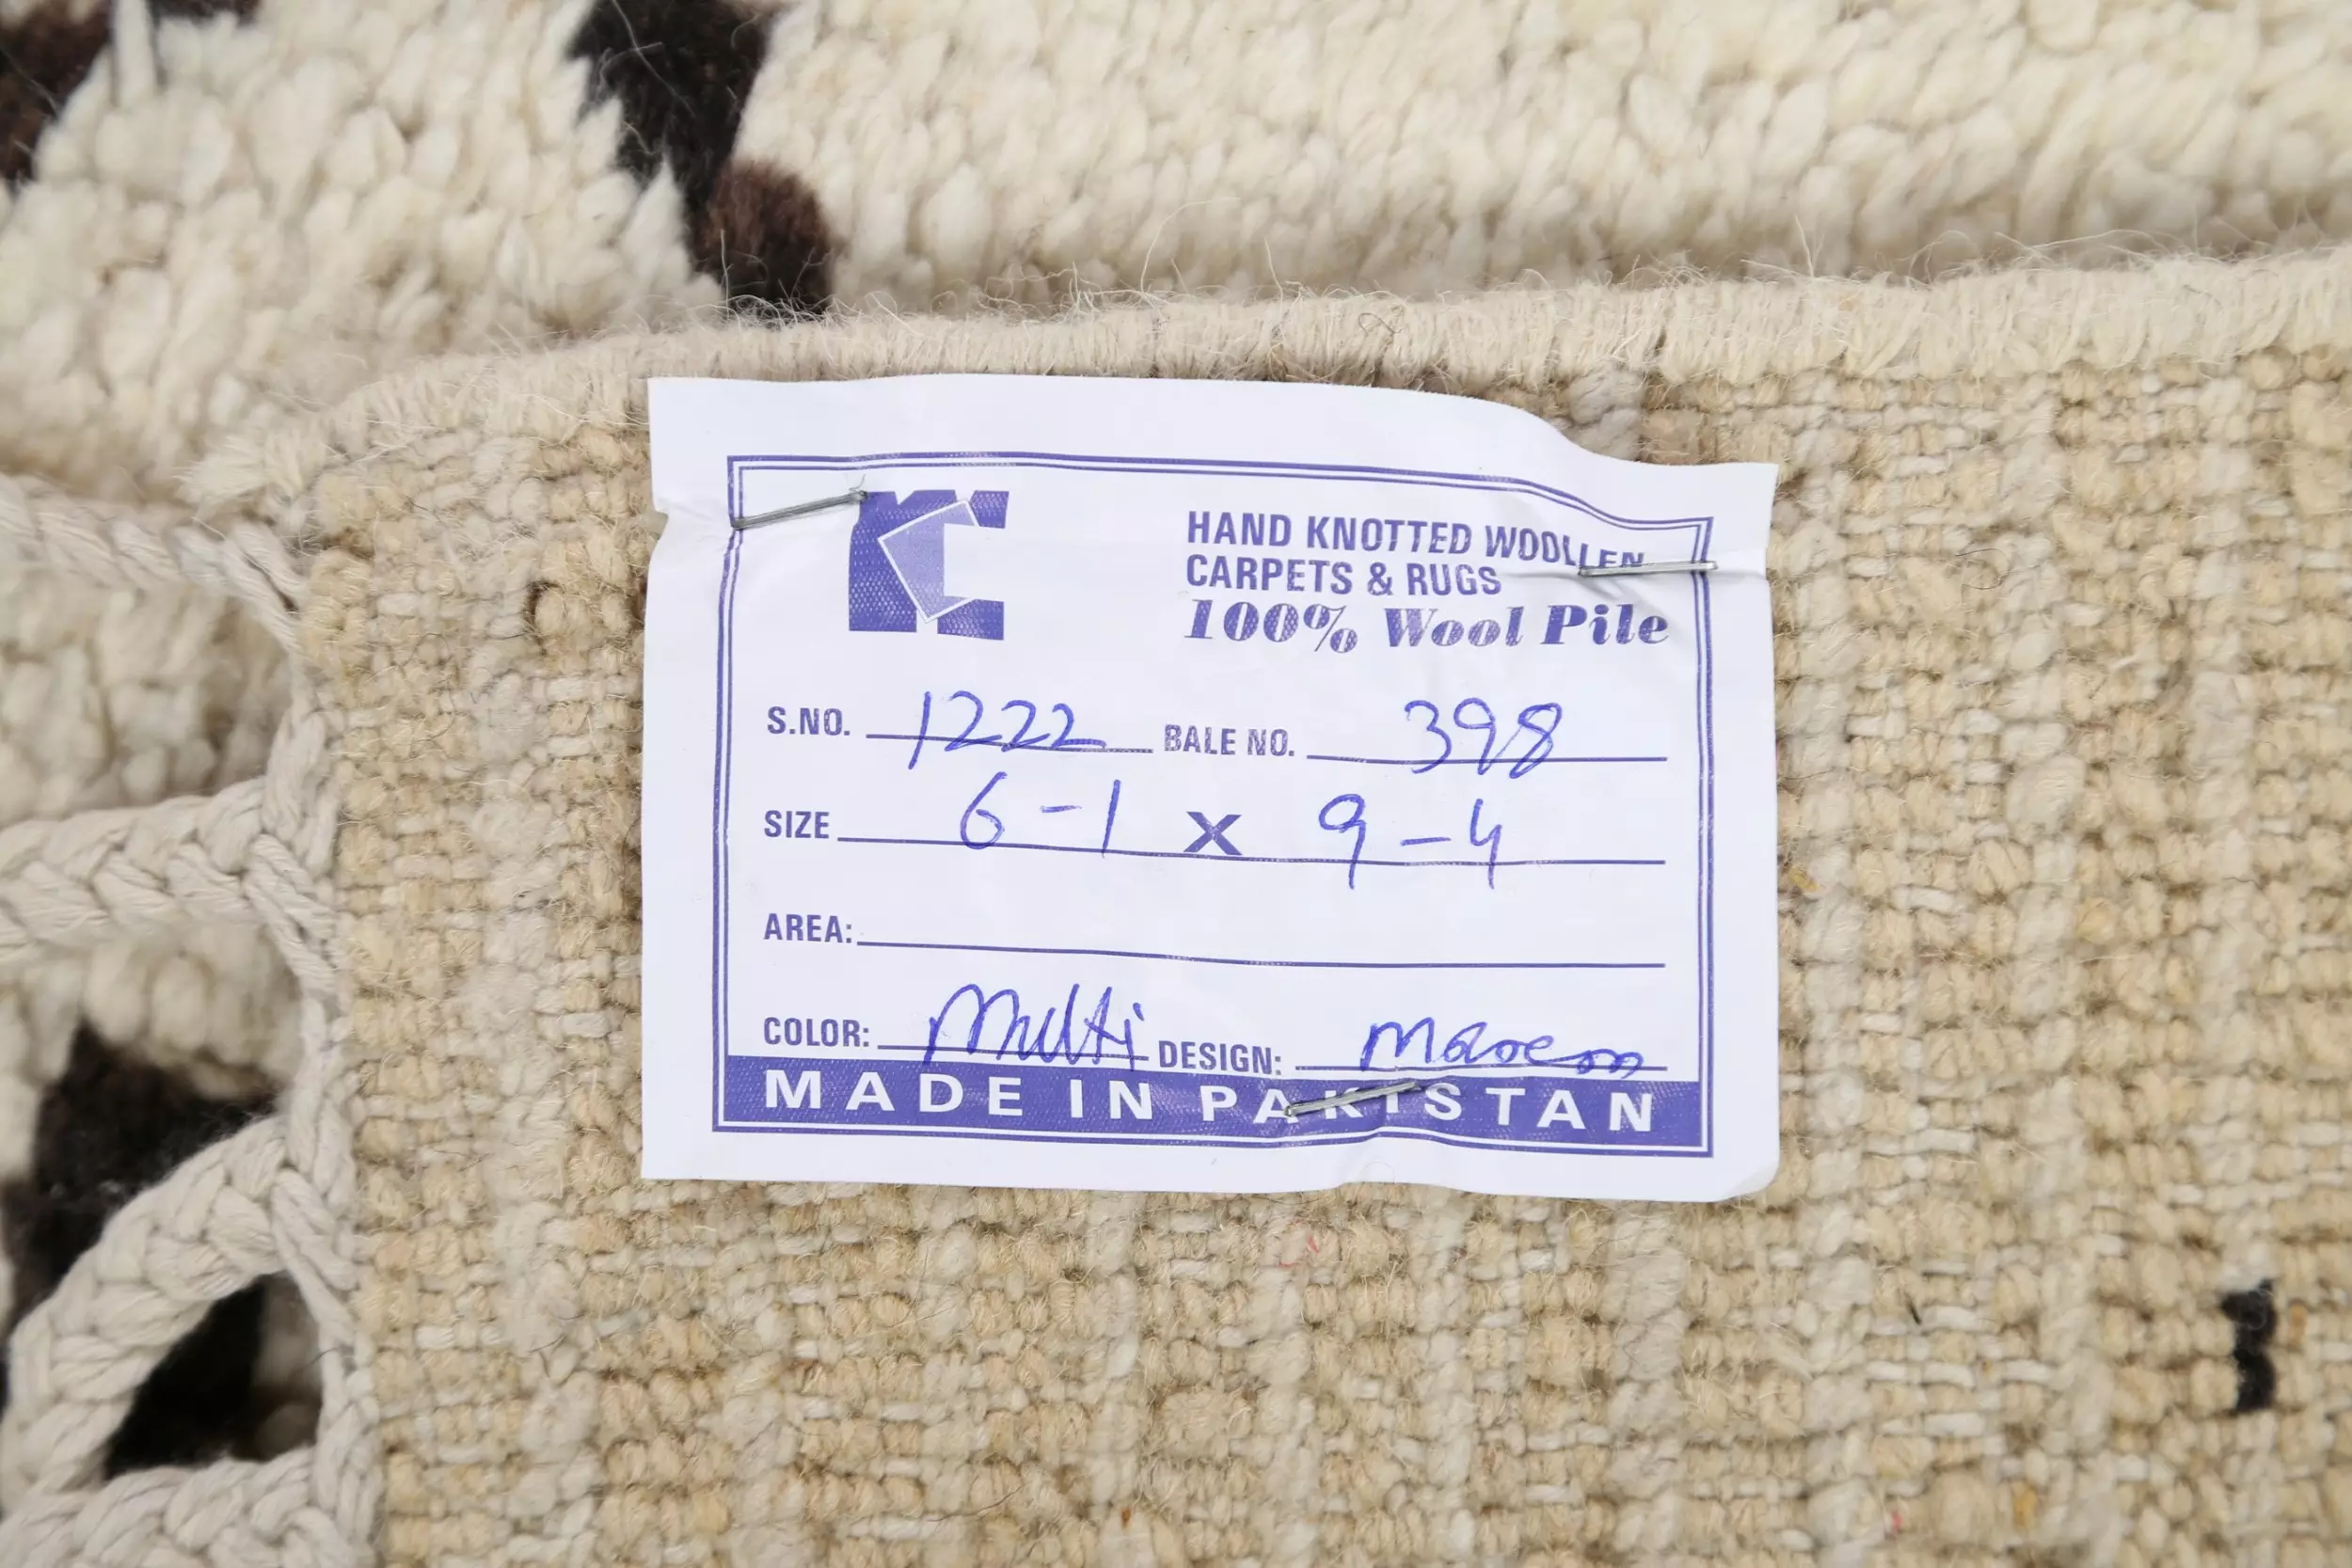 HAND KNOTTED WOOLLEN
CARPETS & RUGS
100% Wool Pile
S.NO. 1222 BALE NO. 398
SIZE 6-1 X 9-4
AREA:
COLOR: Multi DESIGN:
MADE IN PAKISTAN